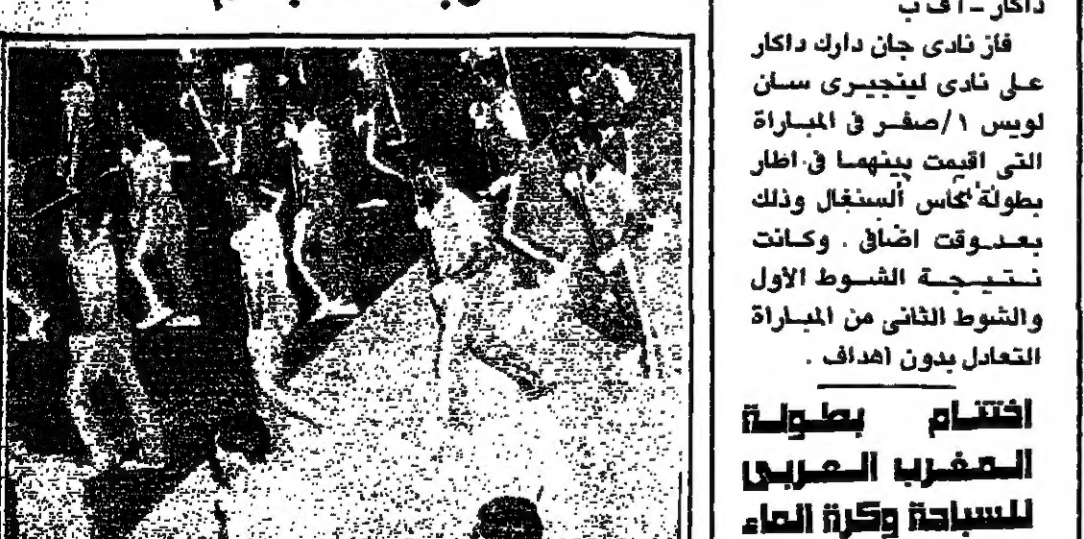 داكار ـ ا ف ب
فاز نادى جان دارك داكار
على نادى لينجيرى سان
لويس ١/صفر فى المباراة
التى اقيمت بينهما فى اطار
بطولة كاس السنغال وذلك
بعد وقت اضافى . وكانت
نتيجة الشوط الأول
والشوط الثانى من المباراة
التعادل بدون اهداف .
اختتام بطولة
المغرب العربى
للسباحة وكرة الماء